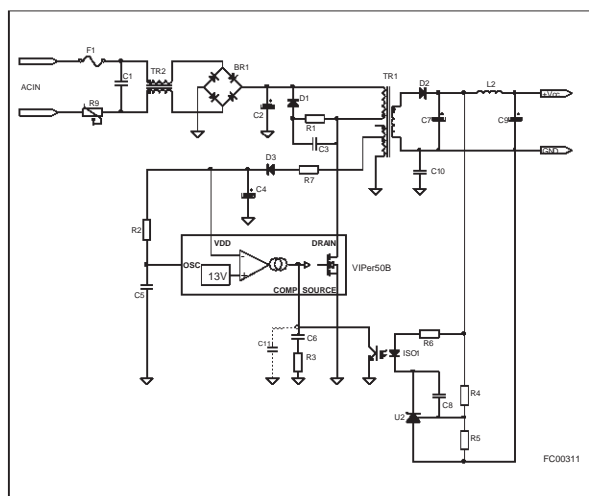 F1
BR1
TR1
D2
L2
TR2
+Vcc
C1
D1
ACIN
R9
C2
C7
C9
R1
C3
GND
D3
C10
R7
C4
R2
VDD
DRAIN
OSC
-
VIPer50B
13V
+
C5
COMP
SOURCE
C6
R6
C11
ISO1
R3
R4
C8
U2
R5
FC00311